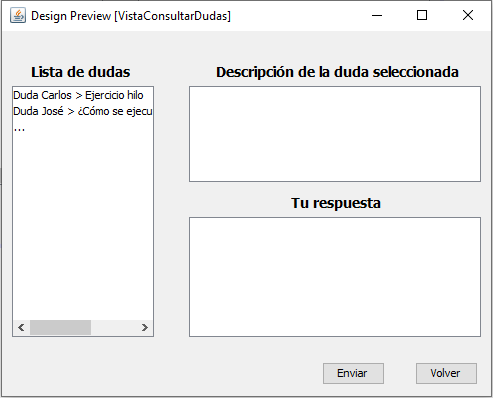 Design Preview [VistaConsultarDudas]
Lista de dudas
Duda Carlos > Ejercicio hilo
Duda José > ¿Cómo se ejecu
...
Descripción de la duda seleccionada
Tu respuesta
Enviar
Volver